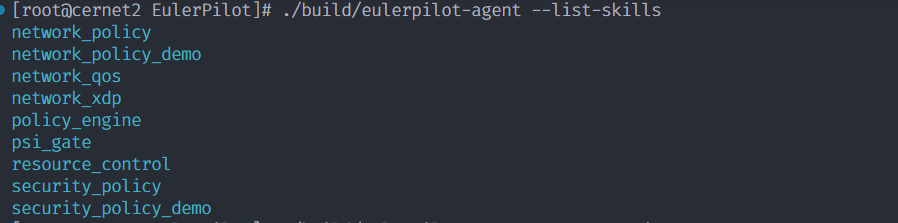 [root@cernet2 EulerPilot]# ./build/eulerpilot-agent --list-skills
network_policy
network_policy_demo
network_qos
network_xdp
policy_engine
psi_gate
resource_control
security_policy
security_policy_demo